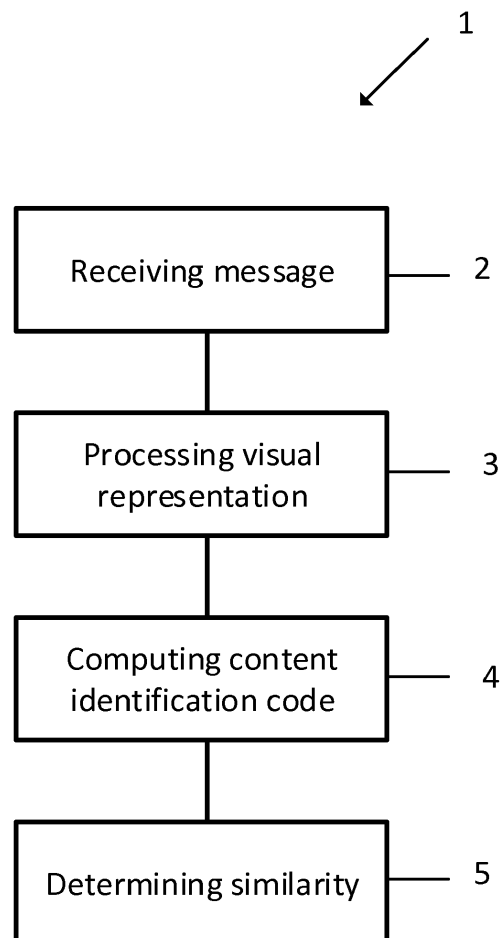 1
Receiving message
2
Processing visual
representation
3
Computing content
identification code
4
Determining similarity
5